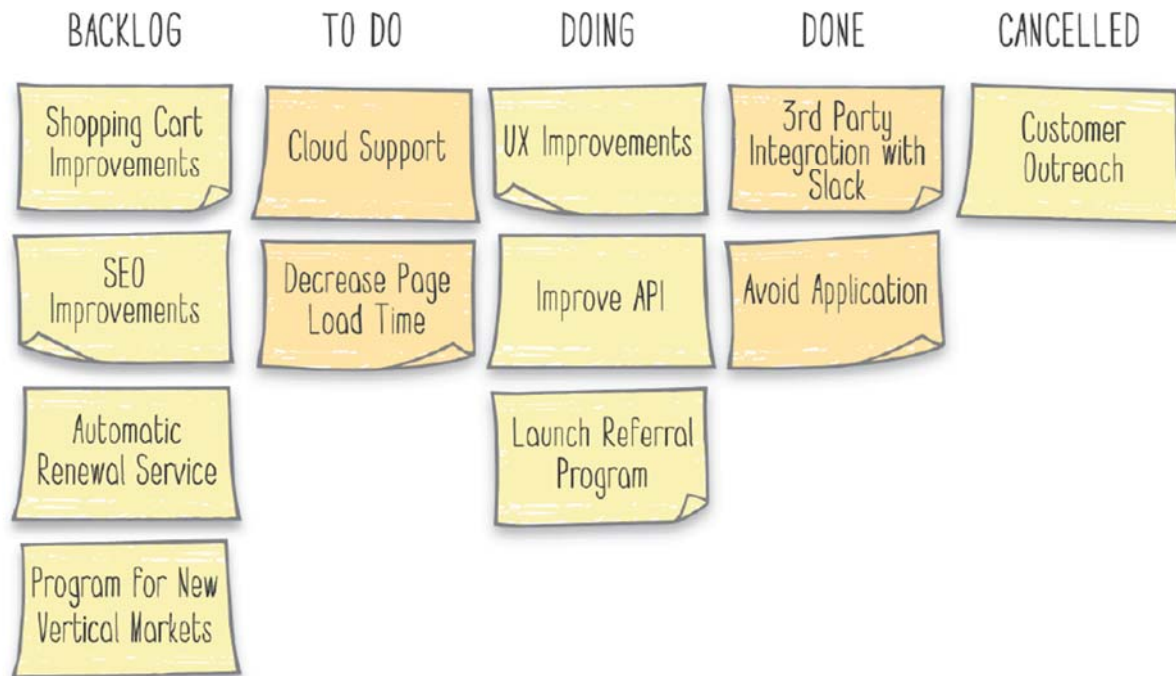 BACKLOG
TO DO
DOING
DONE
CANCELLED
Shopping Cart
Improvements
SEO
Improvements
Automatic
Renewal Service
Program for New
Vertical Markets
Cloud Support
Decrease Page
Load Time
UX Improvements
Improve API
Launch Referral
Program
3rd Party
Integration with
Slack
Avoid Application
Customer
Outreach